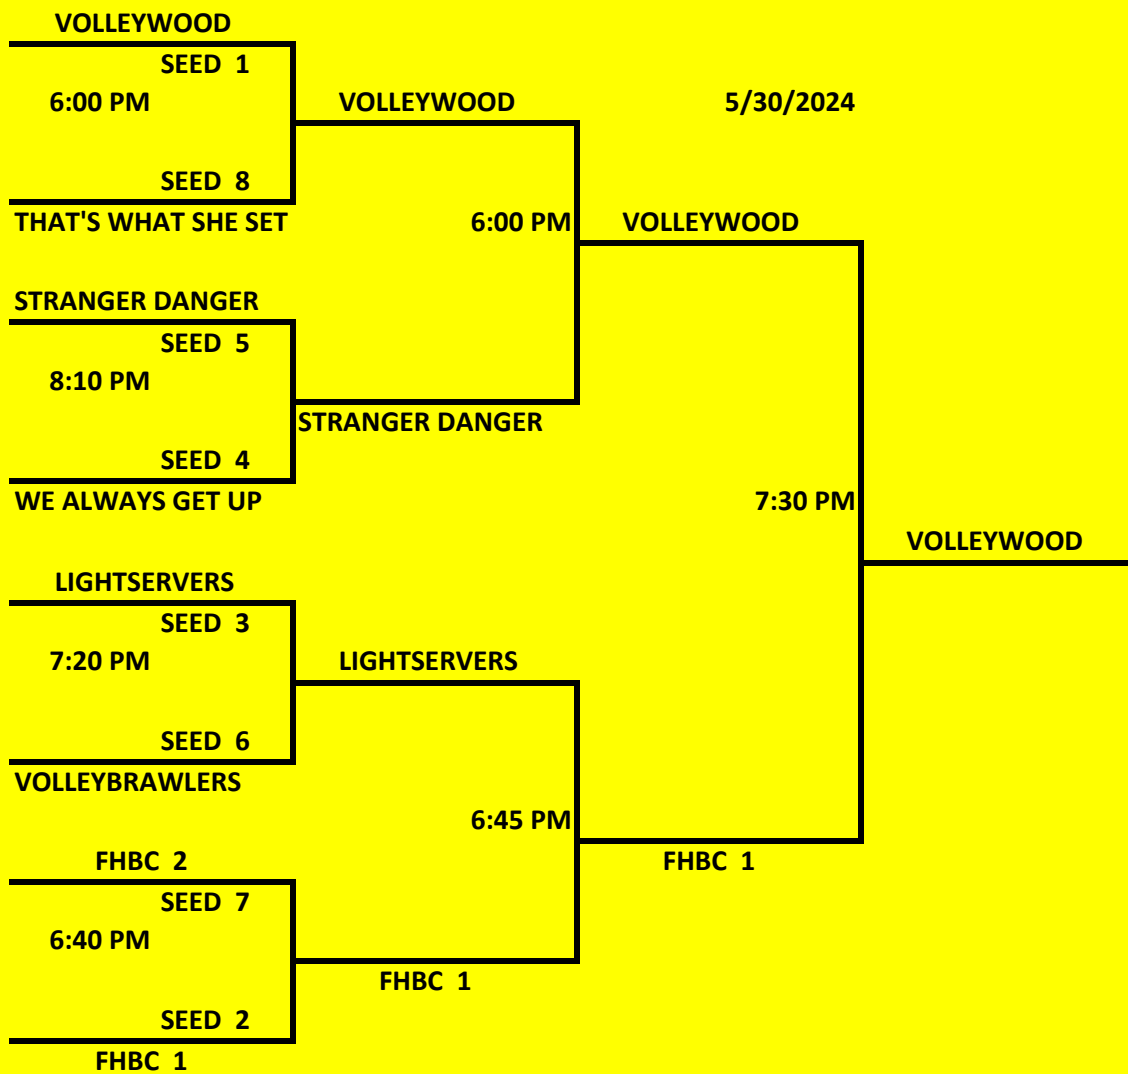 VOLLEYWOOD
SEED 1
6:00 PM
VOLLEYWOOD
5/30/2024
SEED 8
THAT'S WHAT SHE SET
6:00 PM
VOLLEYWOOD
STRANGER DANGER
SEED 5
8:10 PM
STRANGER DANGER
SEED 4
WE ALWAYS GET UP
7:30 PM
VOLLEYWOOD
LIGHTSERVERS
SEED 3
7:20 PM
LIGHTSERVERS
SEED 6
VOLLEYBRAWLERS
6:45 PM
FHBC 2
FHBC 1
SEED 7
6:40 PM
FHBC 1
SEED 2
FHBC 1